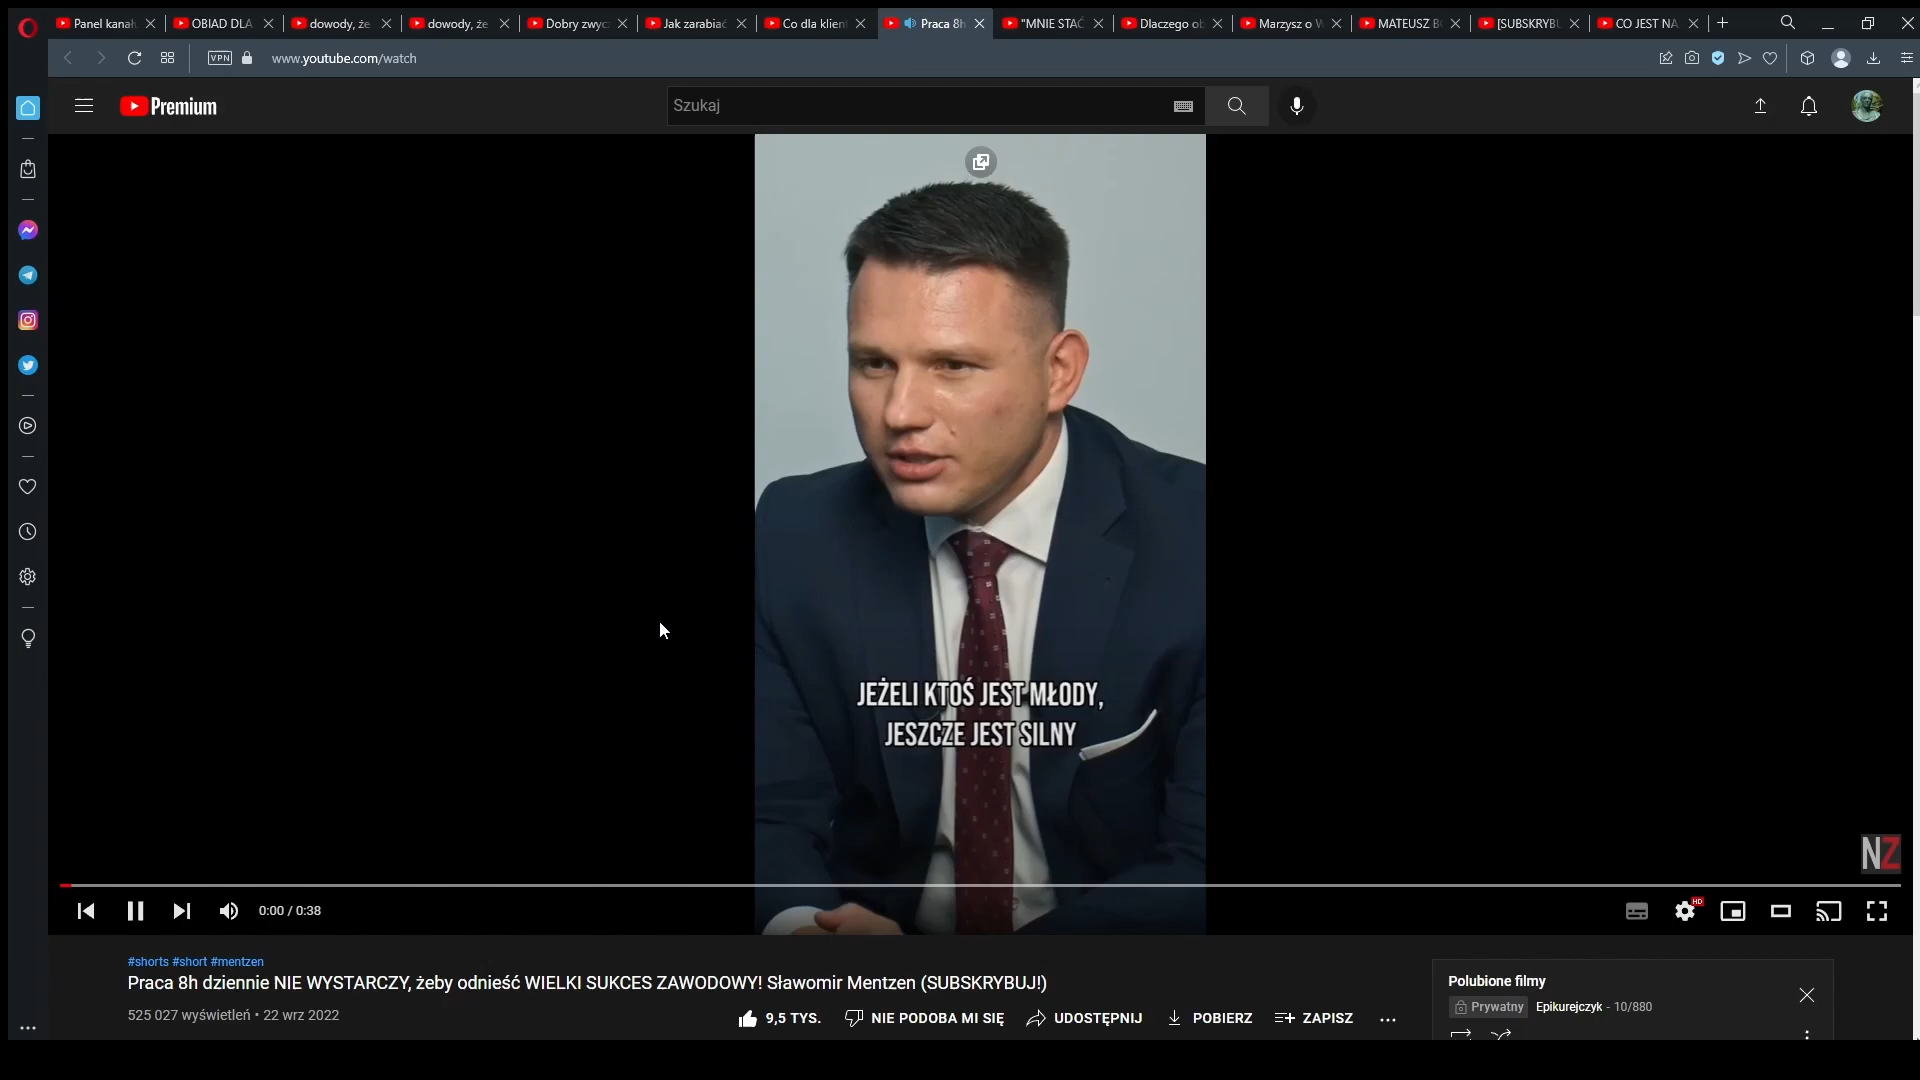 Panel kanał
OBIAD DLA
dowody, że
dowody, że
Dobry zwyc
Jak zarabiać
Co dla klien
Praca 8h
"MNIE STAĆ
Dlaczego ob
Marzysz o W
MATEUSZ B
[SUBSKRYBU
CO JEST NA
VPN
www.youtube.com/watch
Premium
Szukaj
JEŻELI KTOŚ JEST MŁODY,
JESZCZE JEST SILNY
NZ
0:00 / 0:38
HD
#shorts #short #mentzen
Praca 8h dziennie NIE WYSTARCZY, żeby odnieść WIELKI SUKCES ZAWODOWY! Sławomir Mentzen (SUBSKRYBUJ!)
525 027 wyświetleń • 22 wrz 2022
9,5 TYS.
NIE PODOBA MI SIĘ
UDOSTĘPNIJ
POBIERZ
ZAPISZ
Polubione filmy
Prywatny
Epikurejczyk - 10/880